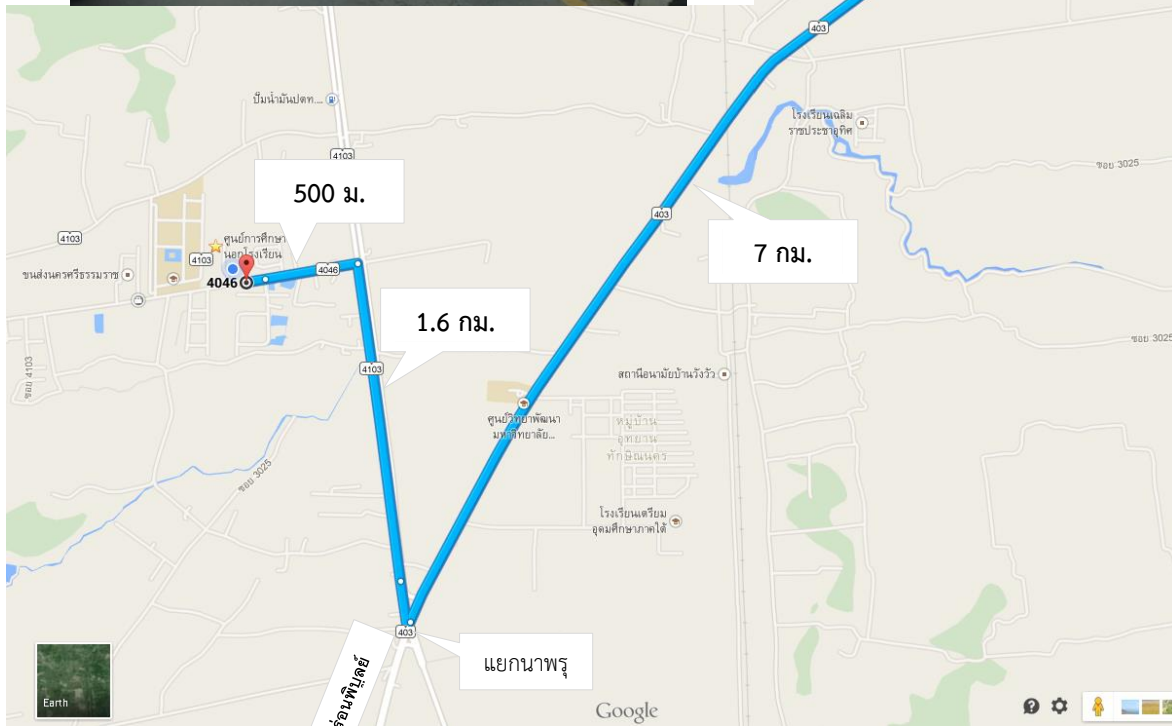 403
โรงเรียนเฉลิม
ราชประชาอุทิศ
ปั๊มน้ำมันปตท....
4103
ซอย 3025
500 ม.
403
4103
ศูนย์การศึกษา
นอกโรงเรียน
7 กม.
4103
4046
ขนส่งนครศรีธรรมราช
4046
1.6 กม.
ซอย 3025
4103
ซอย 4103
สถานีอนามัยบ้านวังวัว
ศูนย์วิทยาพัฒนา
มหาวิทยาลัย...
หมู่บ้าน
อุทยาน
ทักษิณนคร
ซอย 3025
โรงเรียนเตรียม
อุดมศึกษาภาคใต้
403
แยกนาพรุ
ร่อนพิบูลย์
Earth
Google